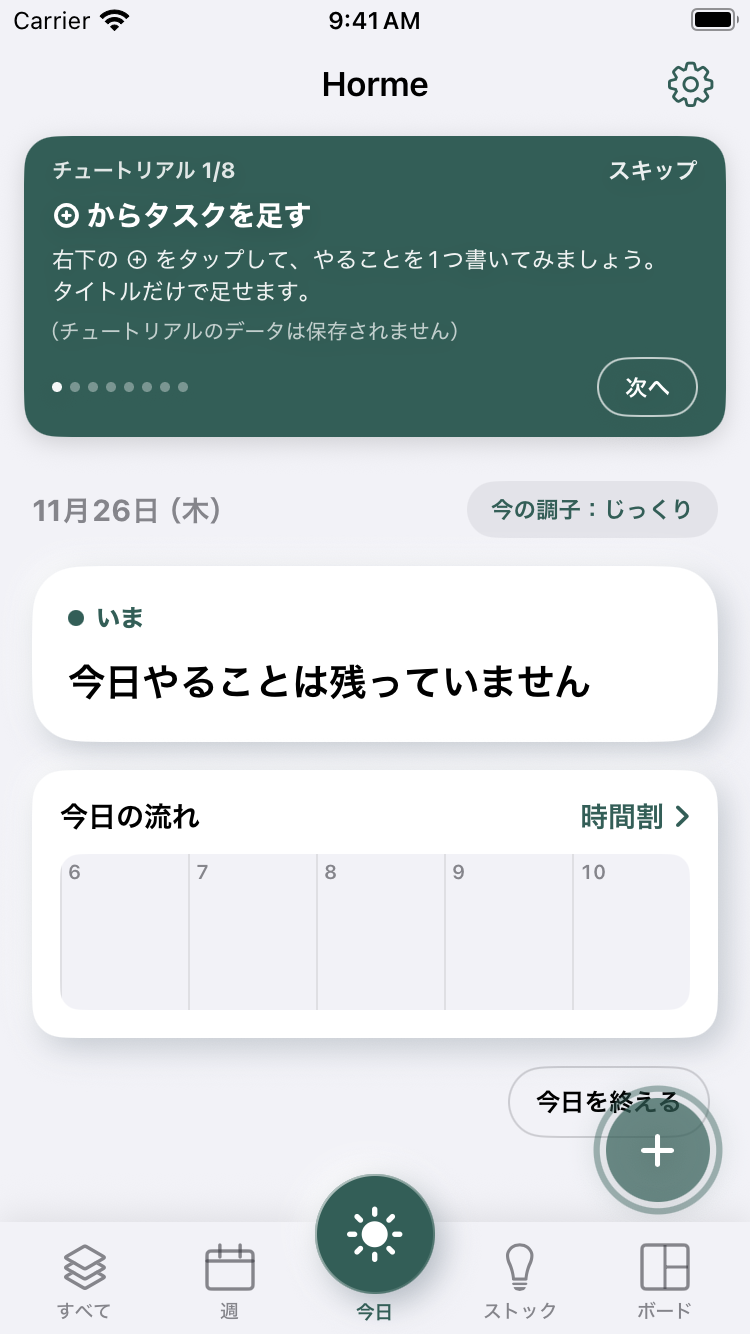 Carrier 9:41 AM
Horme
チュートリアル 1/8 スキップ
⊕ からタスクを足す
右下の ⊕ をタップして、やることを1つ書いてみましょう。
タイトルだけで足せます。
（チュートリアルのデータは保存されません）
次へ
11月26日（木） 今の調子：じっくり
いま
今日やることは残っていません
今日の流れ 時間割
6 7 8 9 10
今日を終える
すべて 週 今日 ストック ボード